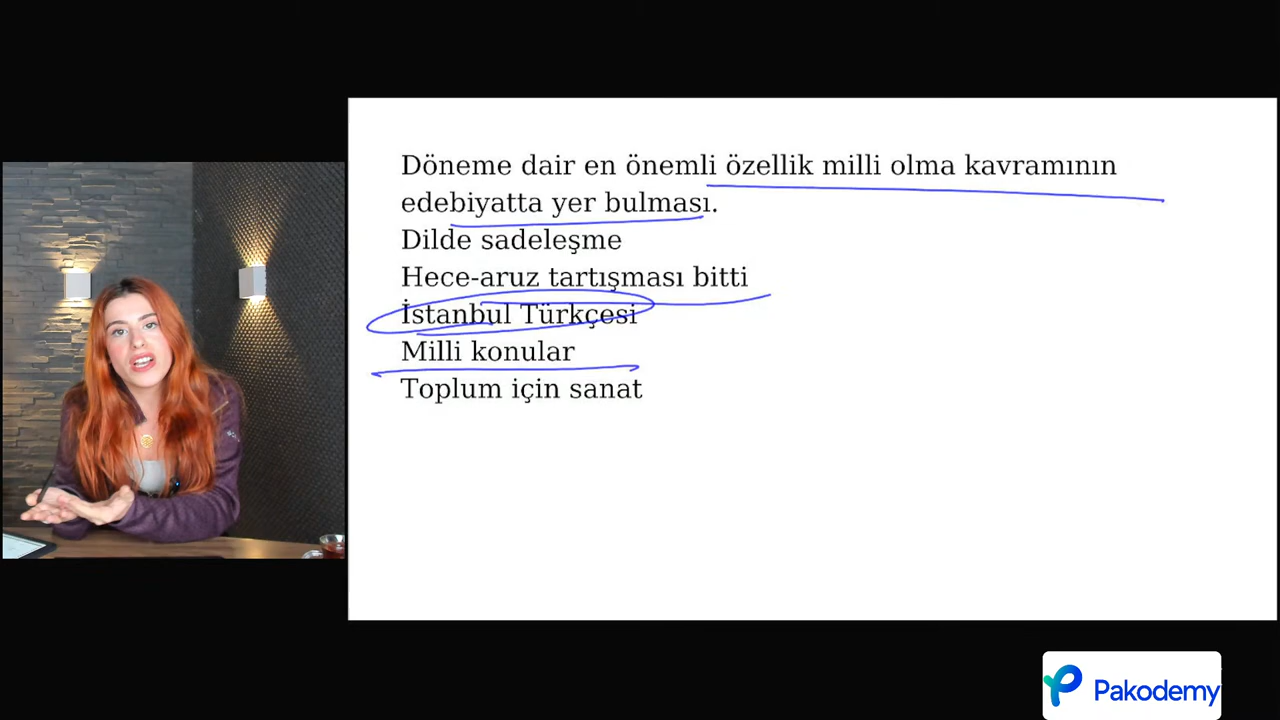 Döneme dair en önemli özellik milli olma kavramının
edebiyatta yer bulması.
Dilde sadeleşme
Hece-aruz tartışması bitti
İstanbul Türkçesi
Milli konular
Toplum için sanat
Pakodemy